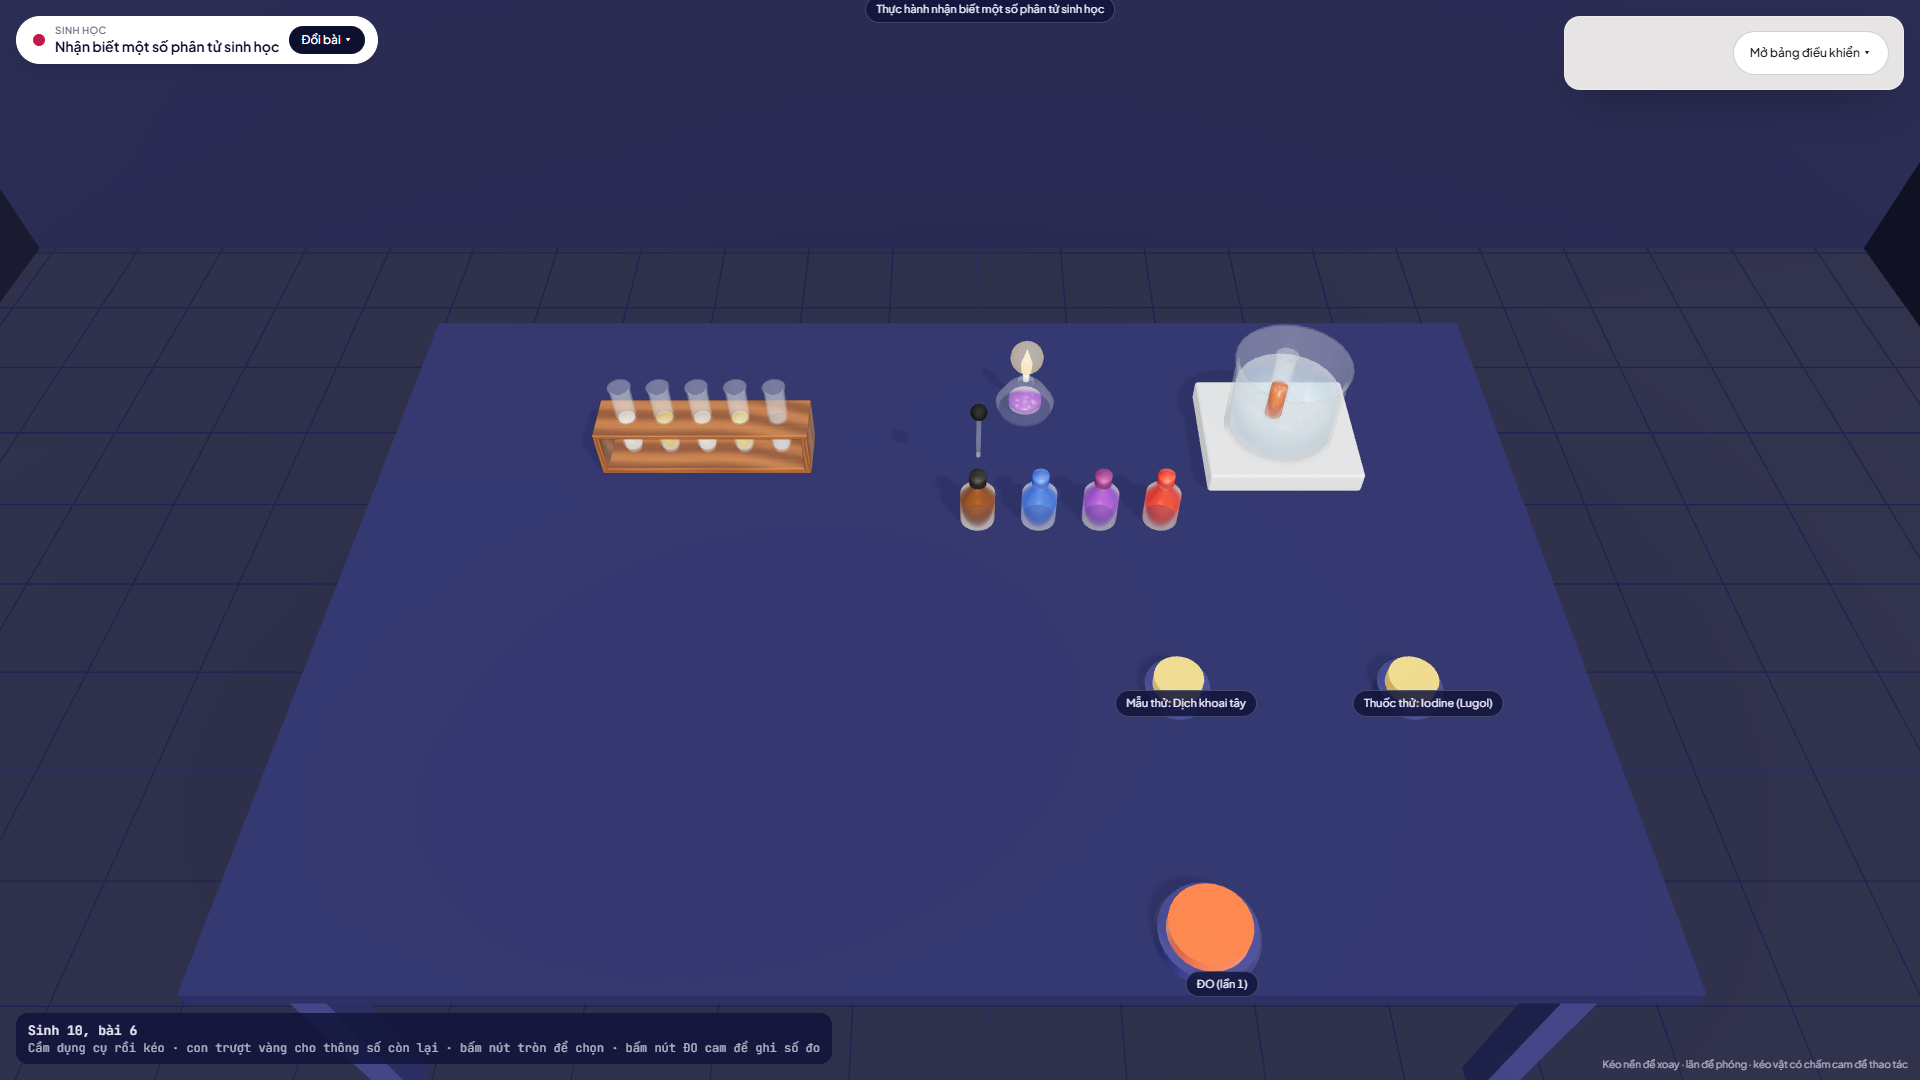 Thực hành nhận biết một số phân tử sinh học
SINH HỌC
Nhận biết một số phân tử sinh học
Đổi bài
Mở bảng điều khiển
Mẫu thử: Dịch khoai tây
Thuốc thử: Iodine (Lugol)
ĐO (lần 1)
Sinh 10, bài 6
Cầm dụng cụ rồi kéo · con trượt vàng cho thông số còn lại · bấm nút tròn để chọn · bấm nút ĐO cam để ghi số đo
Kéo nền để xoay · lăn để phóng · kéo vật có chấm cam để thao tác